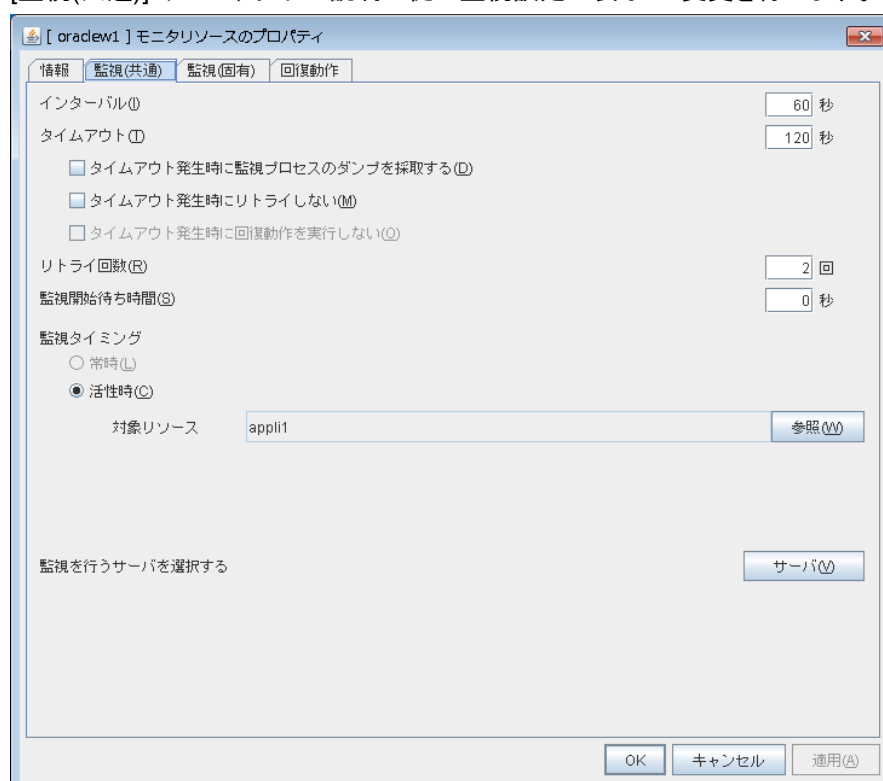 [ oraclew1 ] モニタリソースのプロパティ
情報 監視(共通) 監視(固有) 回復動作
インターバル(I) 60 秒
タイムアウト(T) 120 秒
タイムアウト発生時に監視プロセスのダンプを採取する(D)
タイムアウト発生時にリトライしない(M)
タイムアウト発生時に回復動作を実行しない(O)
リトライ回数(R) 2 回
監視開始待ち時間(S) 0 秒
監視タイミング
常時(L)
活性時(C)
対象リソース appli1 参照(W)
監視を行うサーバを選択する サーバ(V)
OK キャンセル 適用(A)